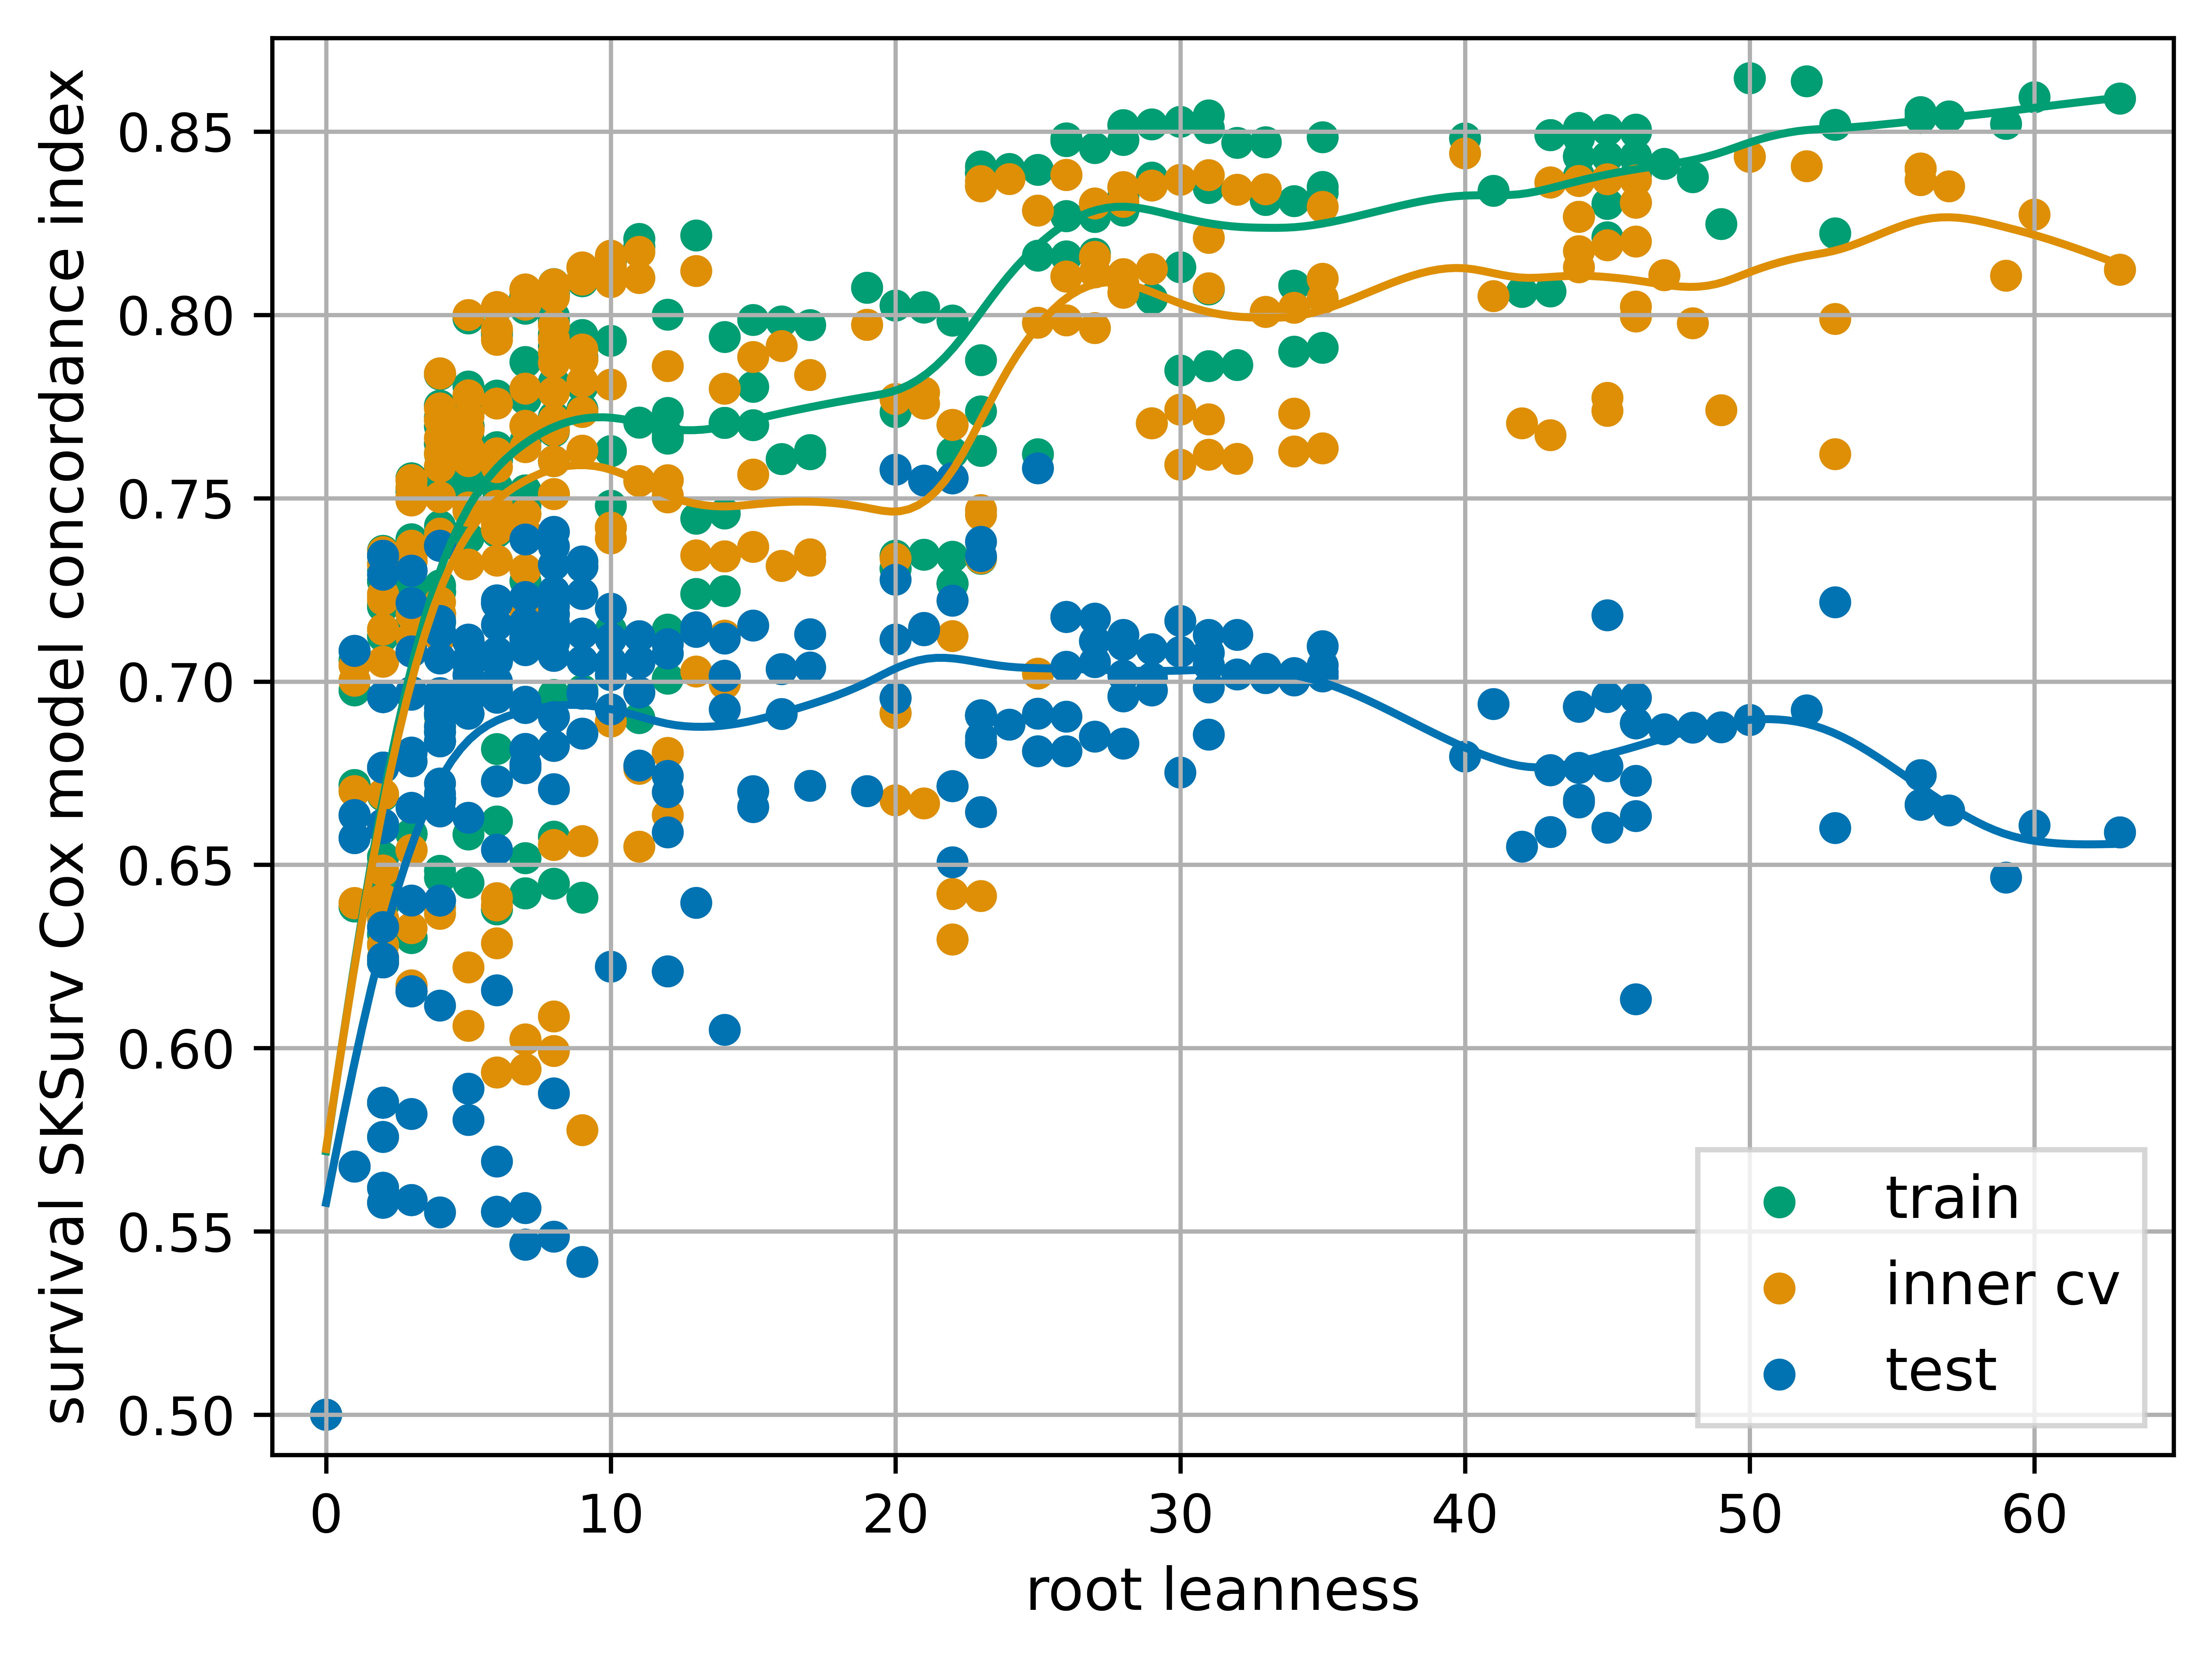 survival SKSurv Cox model concordance index
0.85
0.80
0.75
0.70
0.65
0.60
0.55
0.50
train
inner cv
test
0 10 20 30 40 50 60
root leanness